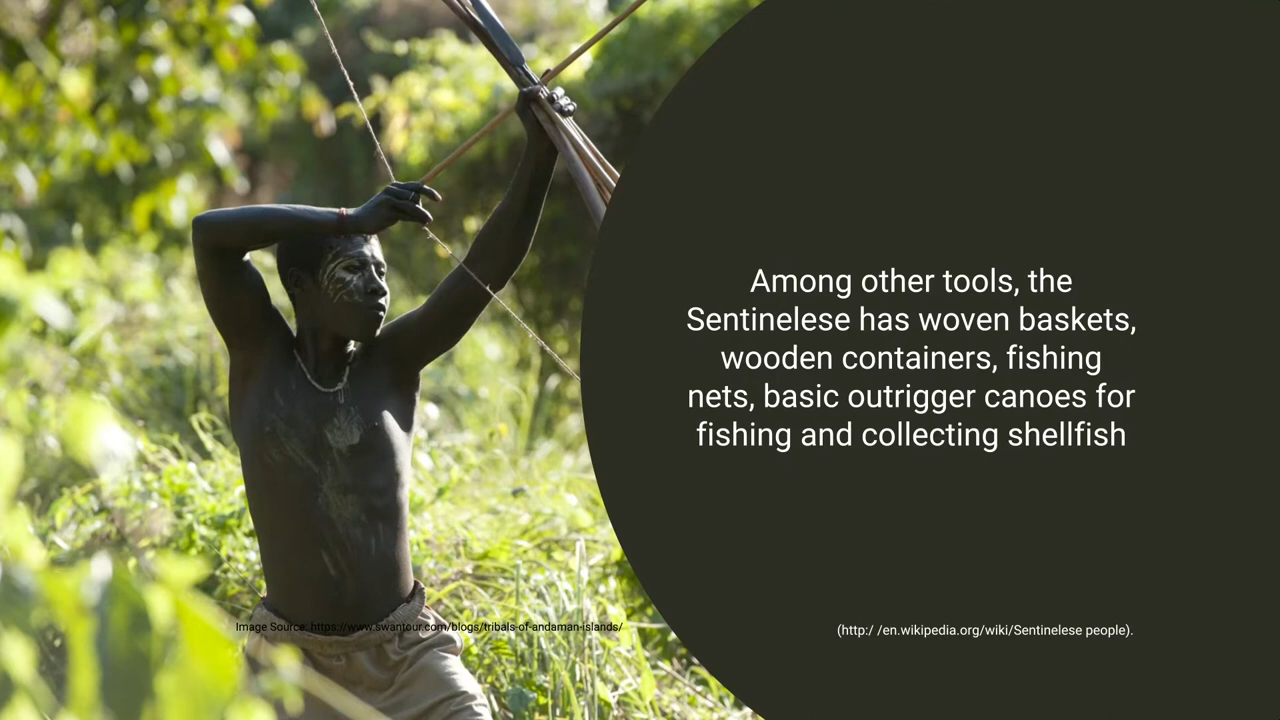 Among other tools, the
Sentinelese has woven baskets,
wooden containers, fishing
nets, basic outrigger canoes for
fishing and collecting shellfish
Image Source: https://www.swantour.com/blogs/tribals-of-andaman-islands/
(http:/ /en.wikipedia.org/wiki/Sentinelese people).